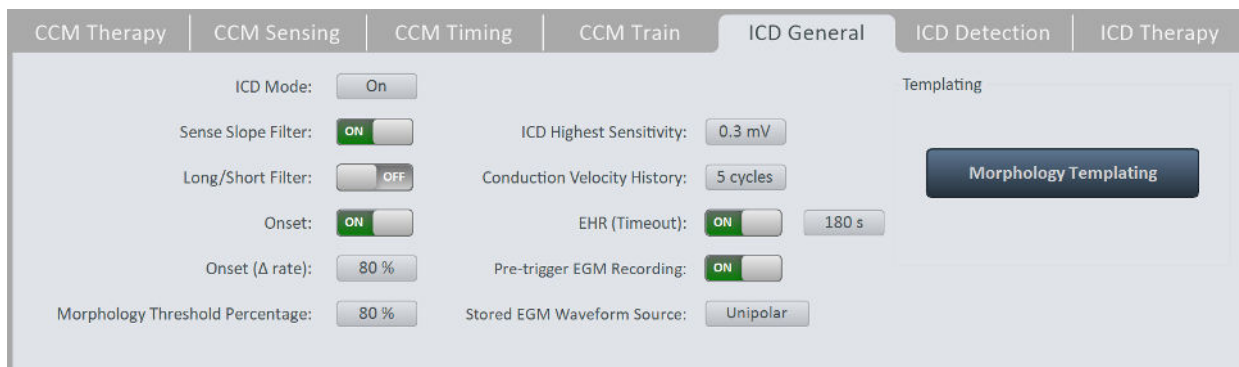 CCM Therapy CCM Sensing CCM Timing CCM Train ICD General ICD Detection ICD Therapy
ICD Mode: On
Templating
Sense Slope Filter: ON
ICD Highest Sensitivity: 0.3 mV
Long/Short Filter: OFF
Conduction Velocity History: 5 cycles
Morphology Templating
Onset: ON
EHR (Timeout): ON 180 s
Onset (Δ rate): 80 %
Pre-trigger EGM Recording: ON
Morphology Threshold Percentage: 80 %
Stored EGM Waveform Source: Unipolar